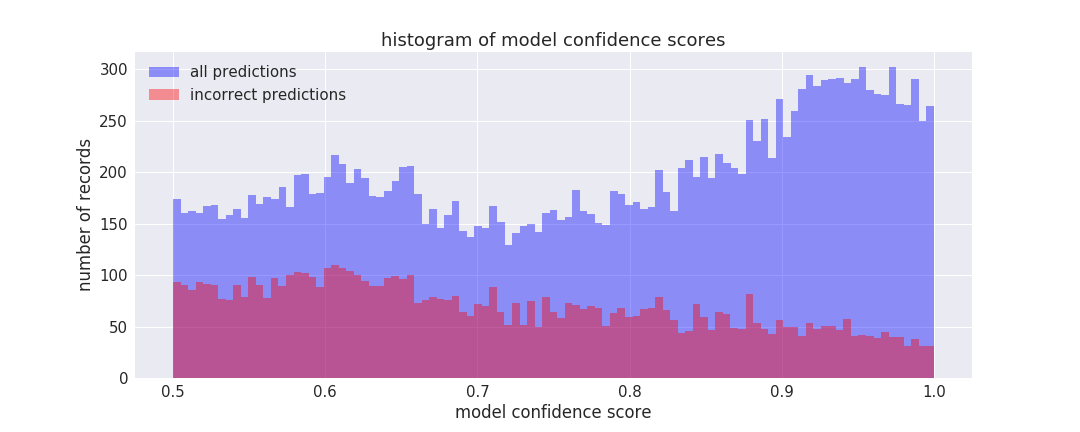 histogram of model confidence scores
all predictions
incorrect predictions
300
250
200
150
100
50
0
number of records
0.5 0.6 0.7 0.8 0.9 1.0
model confidence score